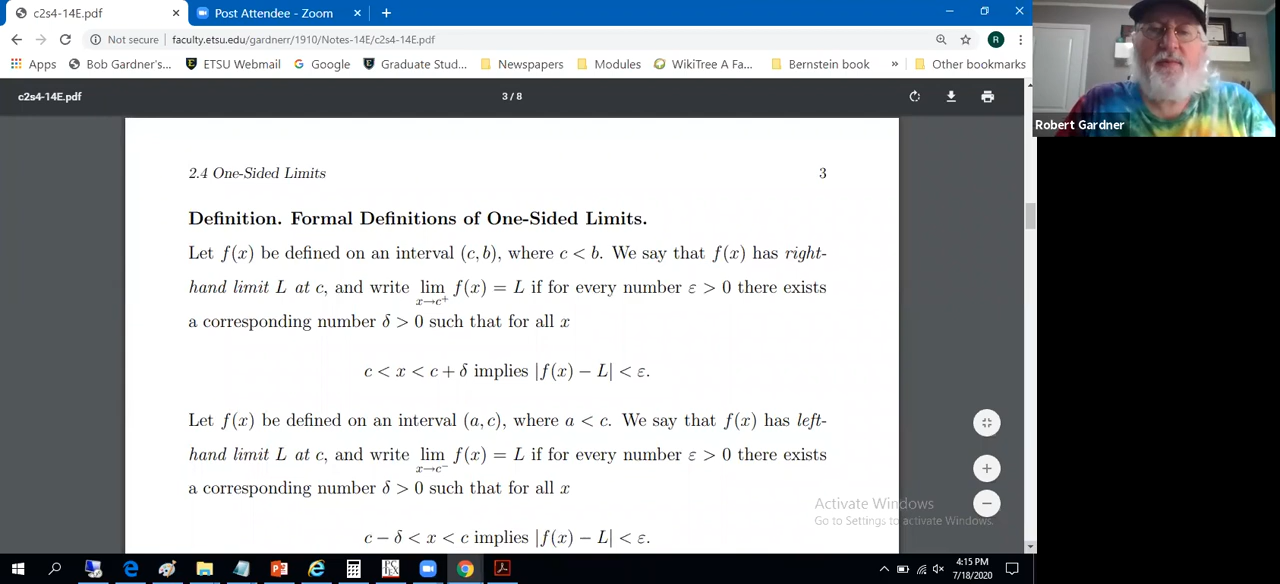 c2s4-14E.pdf
Post Attendee - Zoom
Not secure | faculty.etsu.edu/gardnerr/1910/Notes-14E/c2s4-14E.pdf
R
Apps Bob Gardner's... ETSU Webmail Google Graduate Stud... Newspapers Modules WikiTree A Fa... Bernstein book » Other bookmarks
c2s4-14E.pdf 3 / 8
Robert Gardner
2.4 One-Sided Limits 3
Definition. Formal Definitions of One-Sided Limits.
Let f(x) be defined on an interval (c, b), where c < b. We say that f(x) has right-
hand limit L at c, and write lim x→c⁺ f(x) = L if for every number ε > 0 there exists
a corresponding number δ > 0 such that for all x
c < x < c + δ implies |f(x) − L| < ε.
Let f(x) be defined on an interval (a, c), where a < c. We say that f(x) has left-
hand limit L at c, and write lim x→c⁻ f(x) = L if for every number ε > 0 there exists
a corresponding number δ > 0 such that for all x
c − δ < x < c implies |f(x) − L| < ε.
Activate Windows
Go to Settings to activate Windows.
4:15 PM
7/18/2020